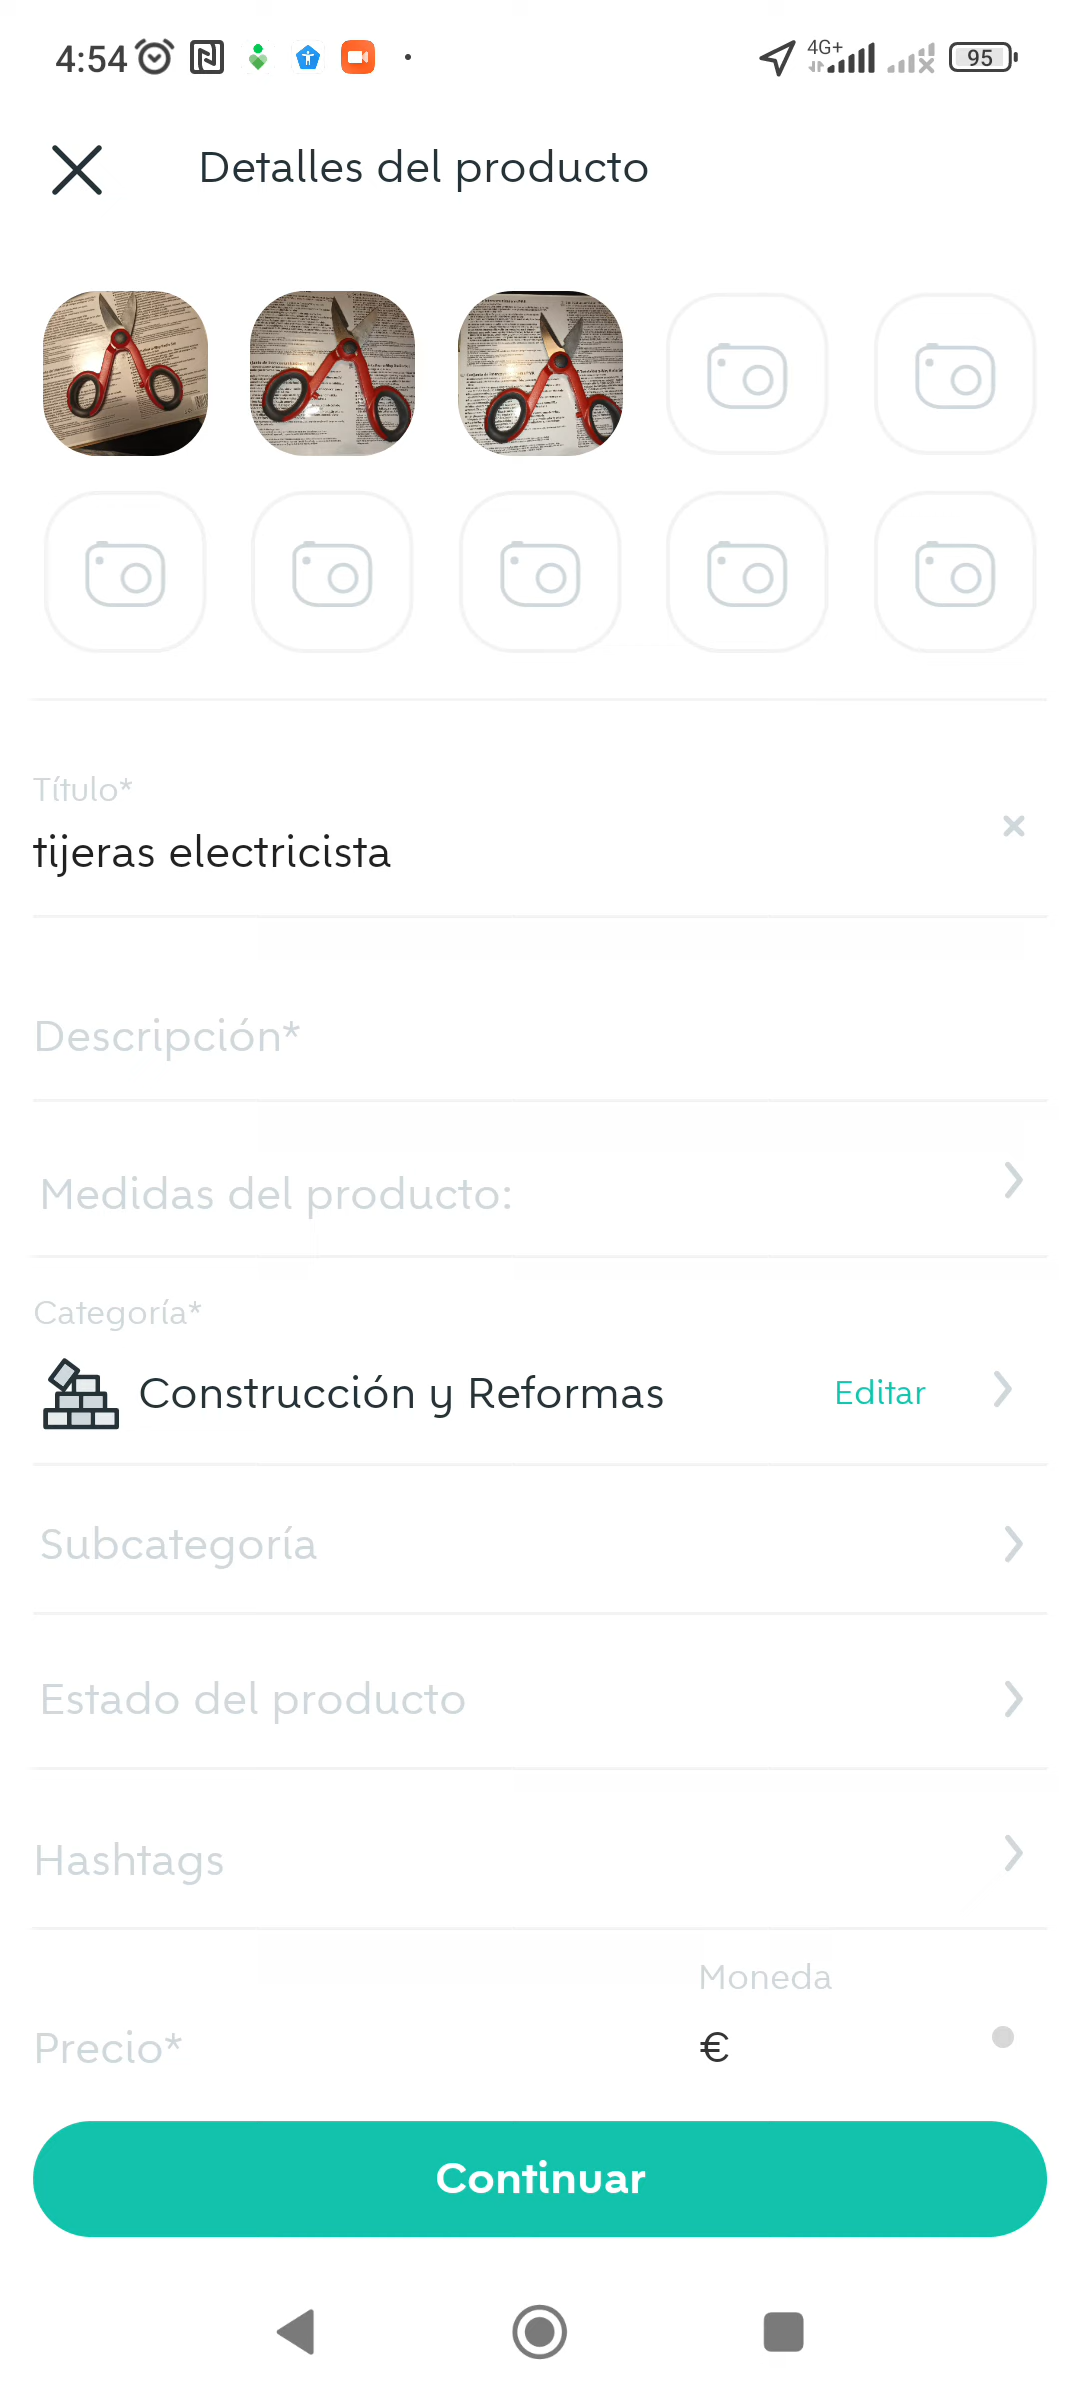 4:54
4G+
95
Detalles del producto
Título*
tijeras electricista
Descripción*
Medidas del producto:
Categoría*
Construcción y Reformas
Editar
Subcategoría
Estado del producto
Hashtags
Moneda
Precio*
€
Continuar